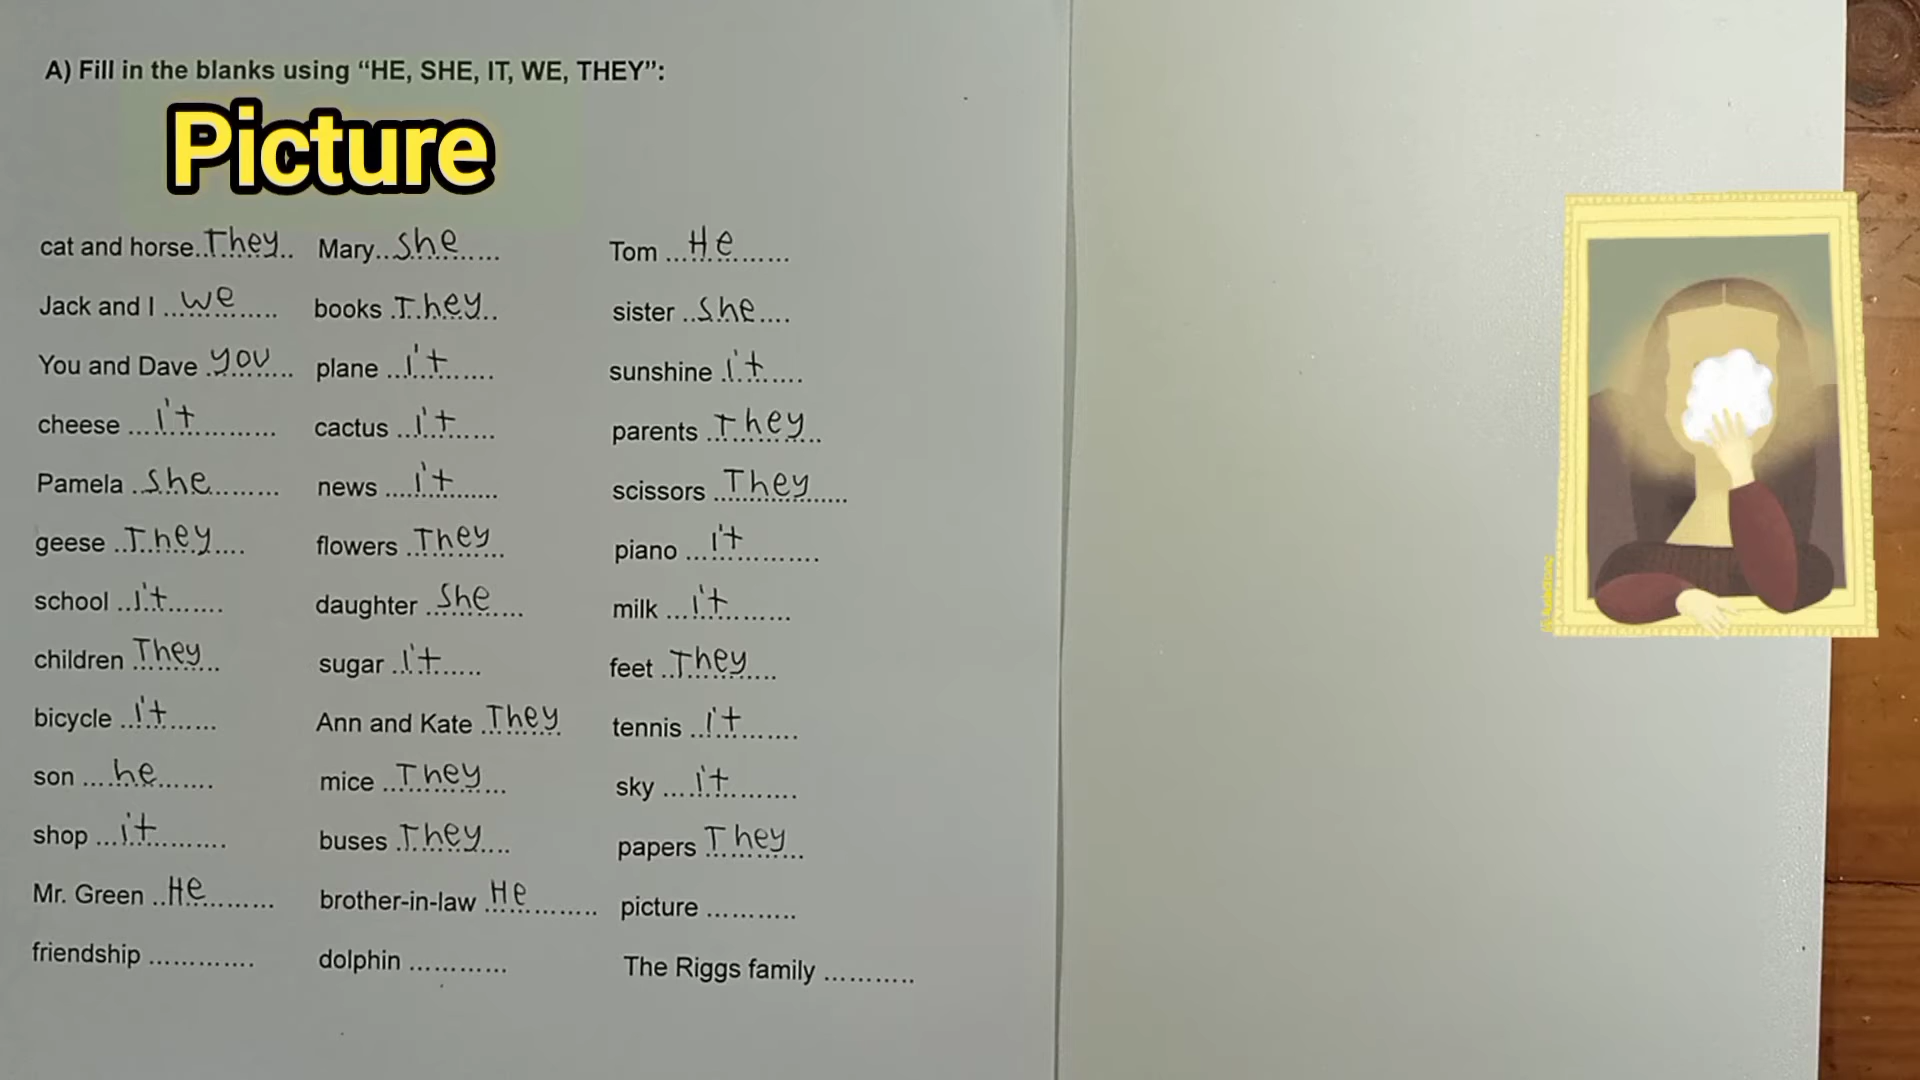 A) Fill in the blanks using “HE, SHE, IT, WE, THEY”:
Picture
cat and horse..They.. Mary..she........ Tom ...He........
Jack and I ...we....... books .They.. sister ..she....
You and Dave you.... plane ...it....... sunshine .it.....
cheese ...it......... cactus ..it...... parents They..
Pamela ..she....... news ....it...... scissors They....
geese ..They.... flowers They.. piano ...it........
school ..it...... daughter ..she.... milk ...it.......
children They.. sugar ..it..... feet ..They....
bicycle ..it...... Ann and Kate They tennis ..it......
son ....he...... mice ..They.... sky ...it........
shop ...it........ buses They.... papers They..
Mr. Green ..He....... brother-in-law He......... picture ...........
friendship ............. dolphin ............ The Riggs family ...........